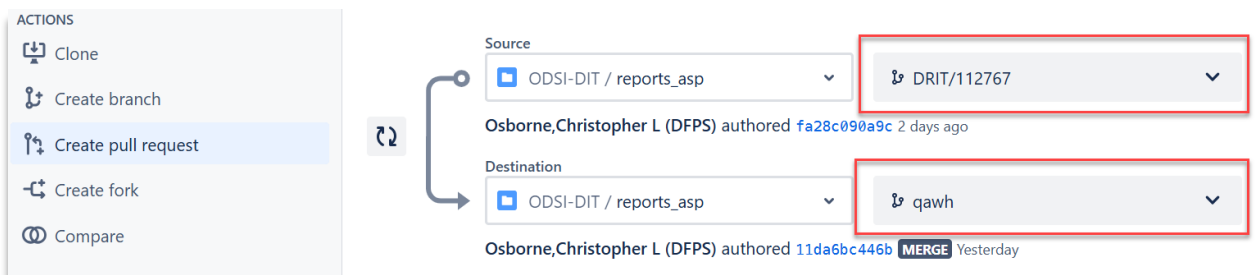 ACTIONS
Clone
Create branch
Create pull request
Create fork
Compare
Source
ODSI-DIT / reports_asp
DRIT/112767
Osborne,Christopher L (DFPS) authored fa28c090a9c 2 days ago
Destination
ODSI-DIT / reports_asp
qawh
Osborne,Christopher L (DFPS) authored 11da6bc446b MERGE Yesterday